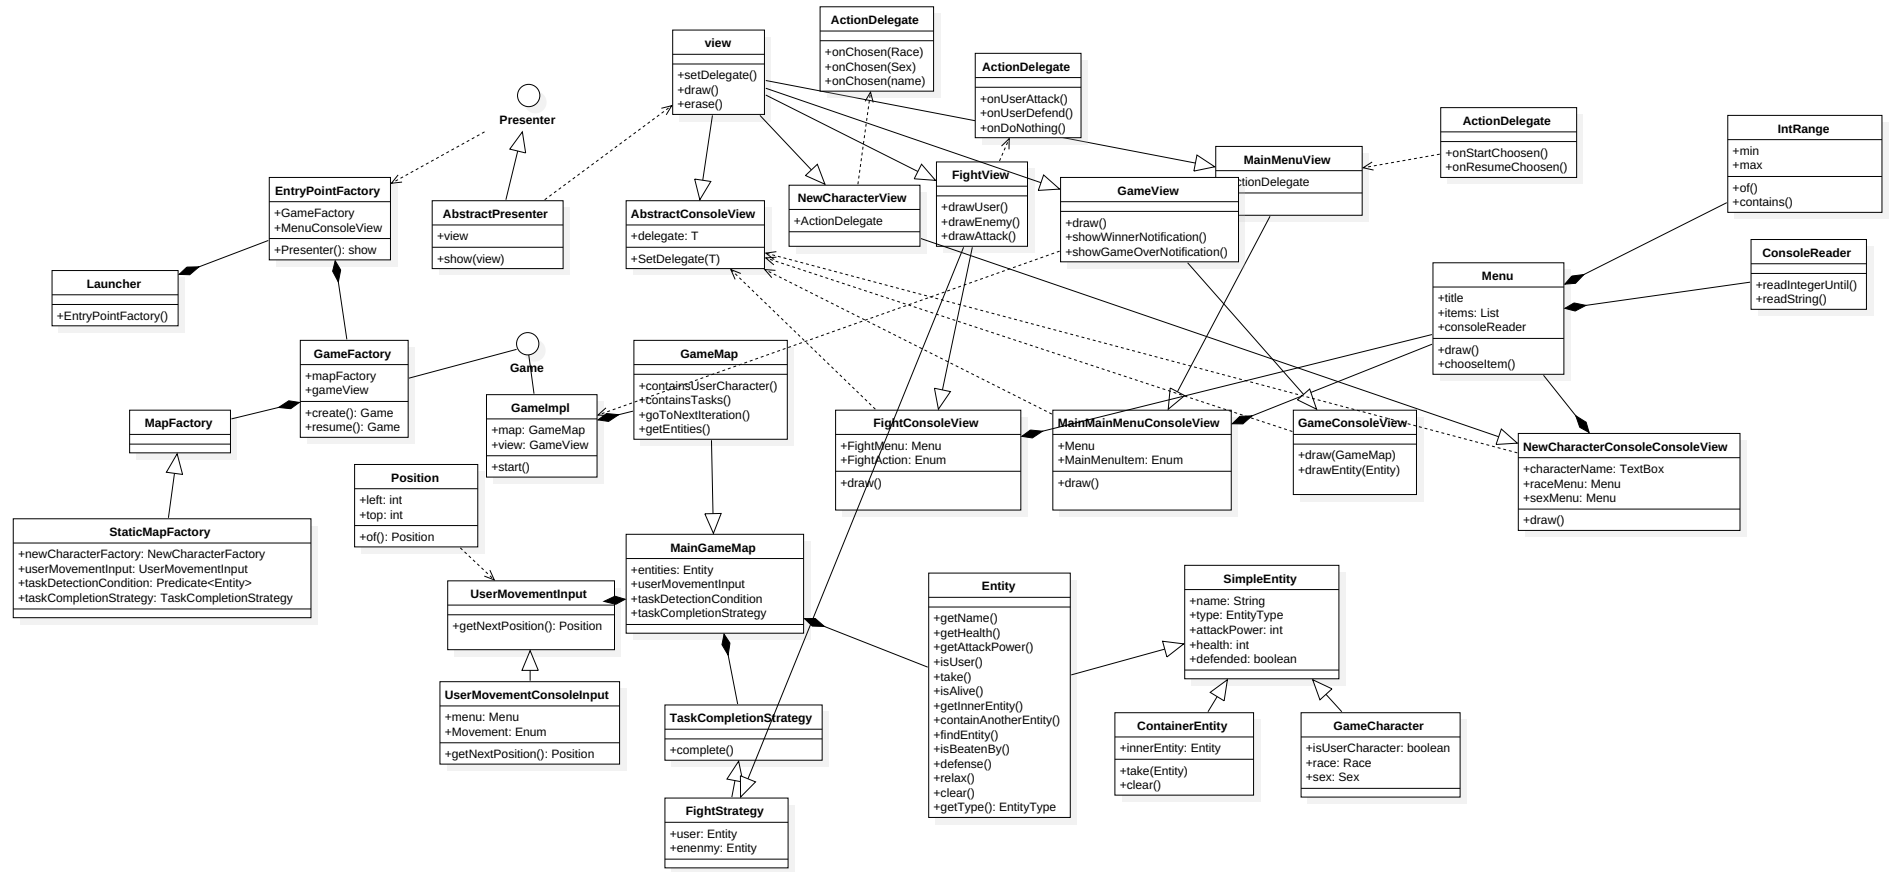 ActionDelegate
+onChosen(Race)
+onChosen(Sex)
+onChosen(name)
view
+setDelegate()
+draw()
+erase()
ActionDelegate
+onUserAttack()
+onUserDefend()
+onDoNothing()
Presenter
ActionDelegate
+onStartChoosen()
+onResumeChoosen()
IntRange
+min
+max
+of()
+contains()
EntryPointFactory
+GameFactory
+MenuConsoleView
+Presenter(): show
AbstractPresenter
+view
+show(view)
AbstractConsoleView
+delegate: T
+SetDelegate(T)
NewCharacterView
+ActionDelegate
FightView
+drawUser()
+drawEnemy()
+drawAttack()
GameView
+draw()
+showWinnerNotification()
+showGameOverNotification()
MainMenuView
ctionDelegate
Launcher
+EntryPointFactory()
Menu
+title
+items: List
+consoleReader
+draw()
+chooseItem()
ConsoleReader
+readIntegerUntil()
+readString()
GameFactory
+mapFactory
+gameView
+create(): Game
+resume(): Game
Game
GameMap
+containsUserCharacter()
+containsTasks()
+goToNextIteration()
+getEntities()
MapFactory
GameImpl
+map: GameMap
+view: GameView
+start()
FightConsoleView
+FightMenu: Menu
+FightAction: Enum
+draw()
MainMainMenuConsoleView
+Menu
+MainMenuItem: Enum
+draw()
GameConsoleView
+draw(GameMap)
+drawEntity(Entity)
NewCharacterConsoleConsoleView
+characterName: TextBox
+raceMenu: Menu
+sexMenu: Menu
+draw()
Position
+left: int
+top: int
+of(): Position
StaticMapFactory
+newCharacterFactory: NewCharacterFactory
+userMovementInput: UserMovementInput
+taskDetectionCondition: Predicate<Entity>
+taskCompletionStrategy: TaskCompletionStrategy
MainGameMap
+entities: Entity
+userMovementInput
+taskDetectionCondition
+taskCompletionStrategy
UserMovementInput
+getNextPosition(): Position
Entity
+getName()
+getHealth()
+getAttackPower()
+isUser()
+take()
+isAlive()
+getInnerEntity()
+containAnotherEntity()
+findEntity()
+isBeatenBy()
+defense()
+relax()
+clear()
+getType(): EntityType
SimpleEntity
+name: String
+type: EntityType
+attackPower: int
+health: int
+defended: boolean
UserMovementConsoleInput
+menu: Menu
+Movement: Enum
+getNextPosition(): Position
TaskCompletionStrategy
+complete()
ContainerEntity
+innerEntity: Entity
+take(Entity)
+clear()
GameCharacter
+isUserCharacter: boolean
+race: Race
+sex: Sex
FightStrategy
+user: Entity
+enenmy: Entity